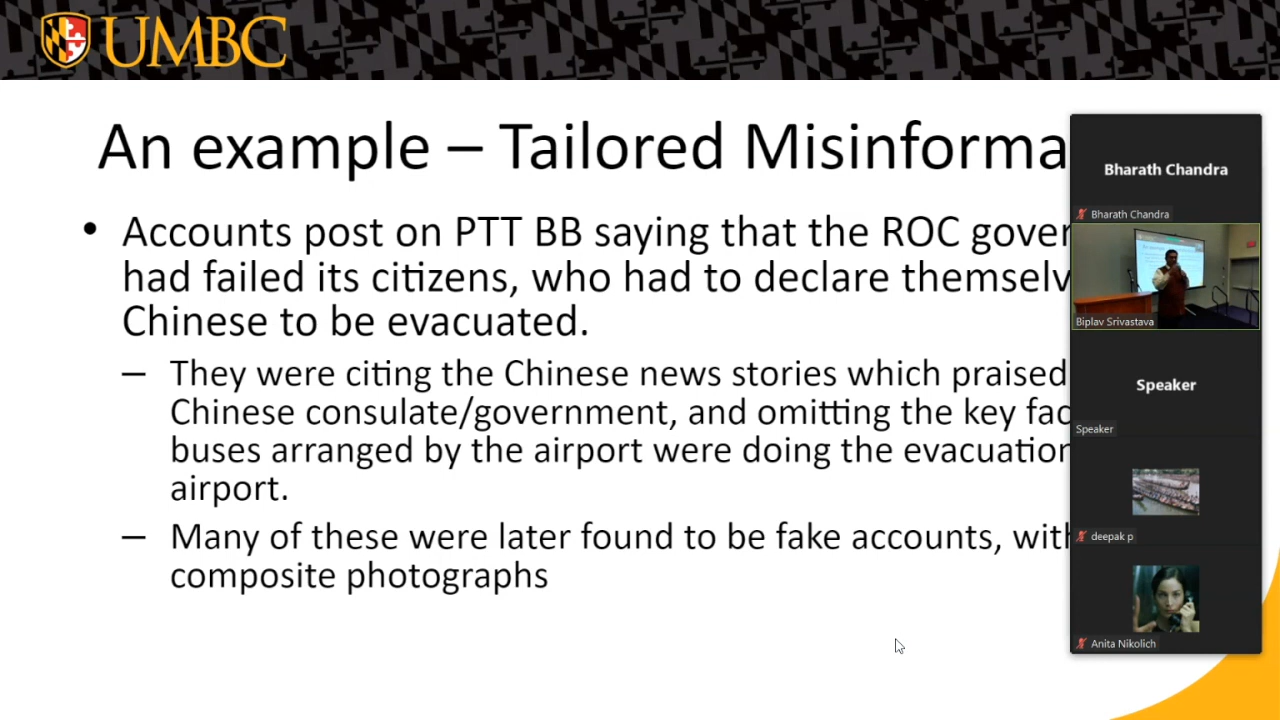 UMBC
An example – Tailored Misinforma
• Accounts post on PTT BB saying that the ROC gover
had failed its citizens, who had to declare themselv
Chinese to be evacuated.
– They were citing the Chinese news stories which praised
Chinese consulate/government, and omitting the key fac
buses arranged by the airport were doing the evacuation
airport.
– Many of these were later found to be fake accounts, with
composite photographs
Bharath Chandra
Bharath Chandra
Biplav Srivastava
Speaker
Speaker
deepak p
Anita Nikolich